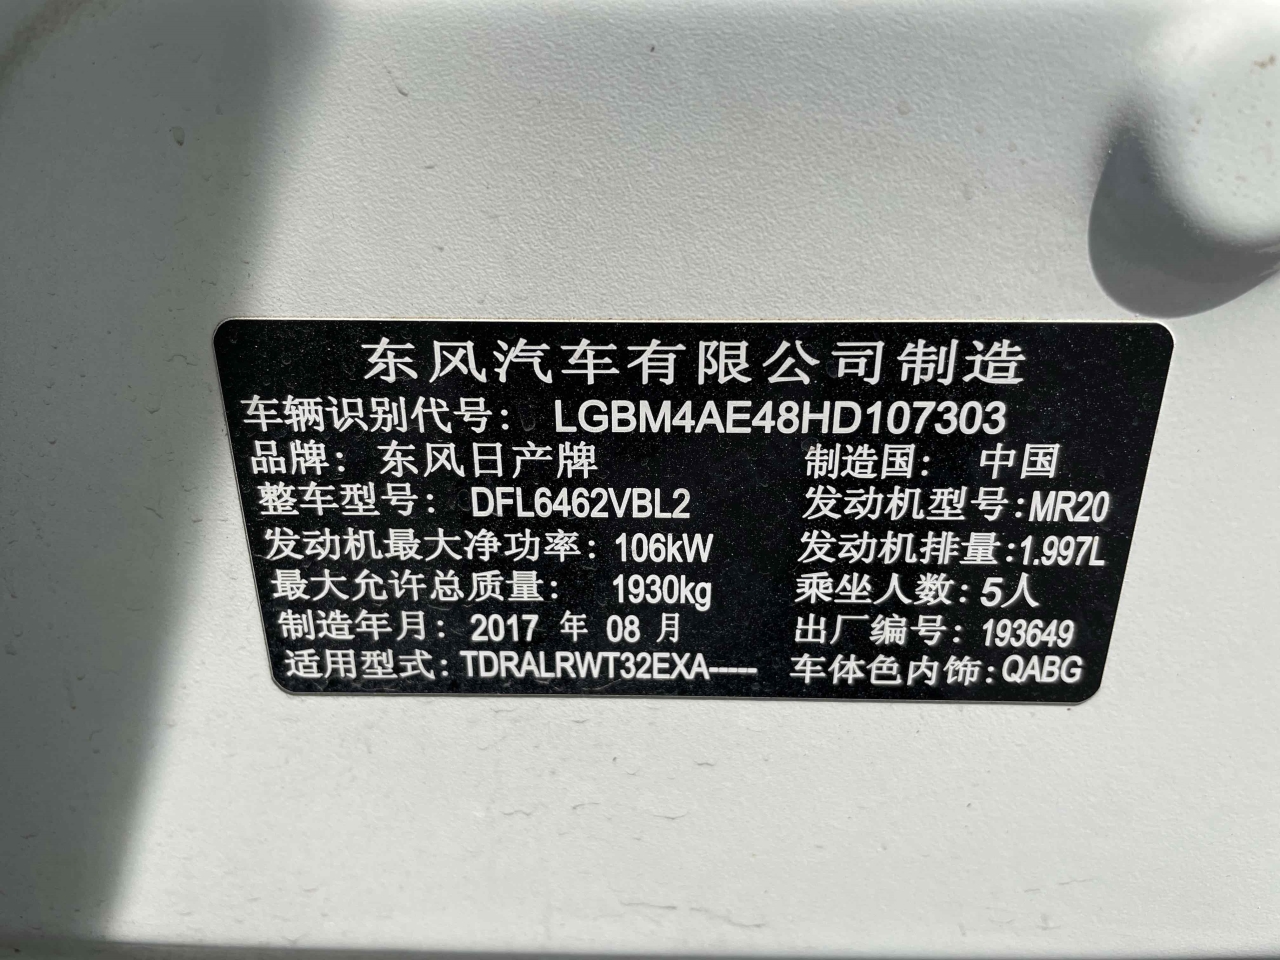 东风汽车有限公司制造
车辆识别代号: LGBM4AE48HD107303
品牌: 东风日产牌 制造国: 中国
整车型号: DFL6462VBL2 发动机型号:MR20
发动机最大净功率: 106kW 发动机排量:1.997L
最大允许总质量: 1930kg 乘坐人数: 5人
制造年月: 2017 年 08 月 出厂编号: 193649
适用型式: TDRALRWT32EXA----- 车体色内饰: QABG